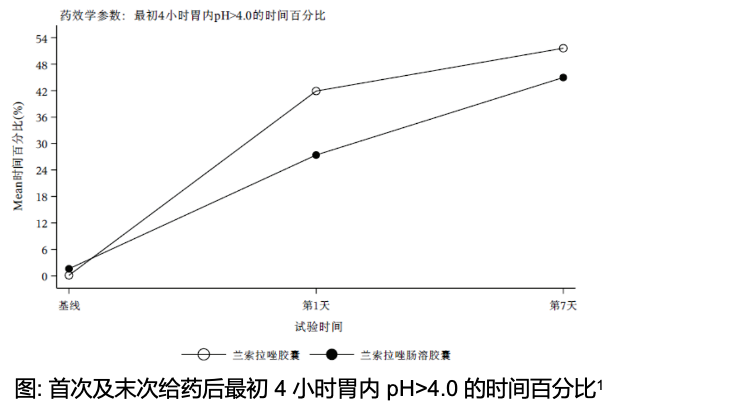 药效学参数：最初4小时胃内pH>4.0的时间百分比
Mean时间百分比(%)
54
48
42
36
30
24
18
12
6
0
基线
第1天
第7天
试验时间
兰索拉唑胶囊
兰索拉唑肠溶胶囊
图: 首次及末次给药后最初 4 小时胃内 pH>4.0 的时间百分比¹